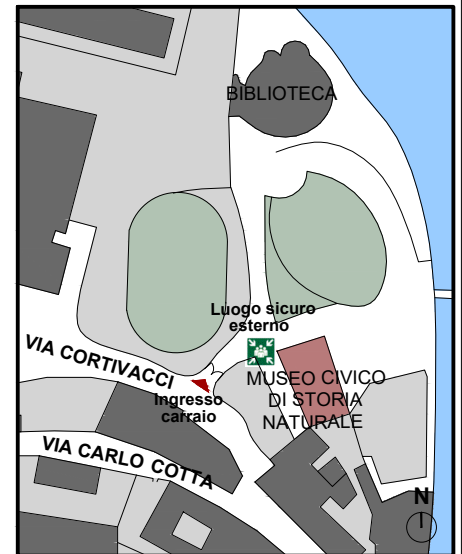 BIBLIOTECA
Luogo sicuro
esterno
VIA CORTIVACCI
MUSEO CIVICO
DI STORIA
NATURALE
Ingresso
carraio
VIA CARLO COTTA
N